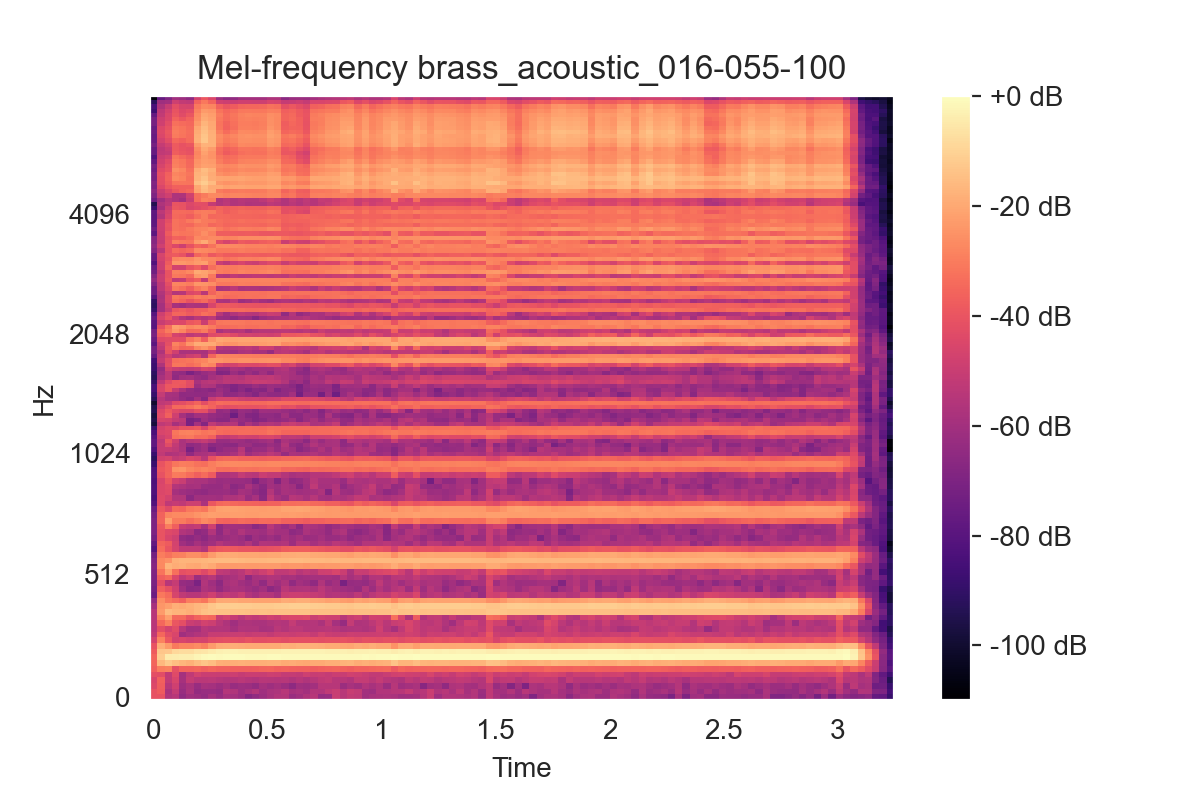 Mel-frequency brass_acoustic_016-055-100
+0 dB
4096
-20 dB
2048
-40 dB
Hz
1024
-60 dB
512
-80 dB
-100 dB
0
0 0.5 1 1.5 2 2.5 3
Time